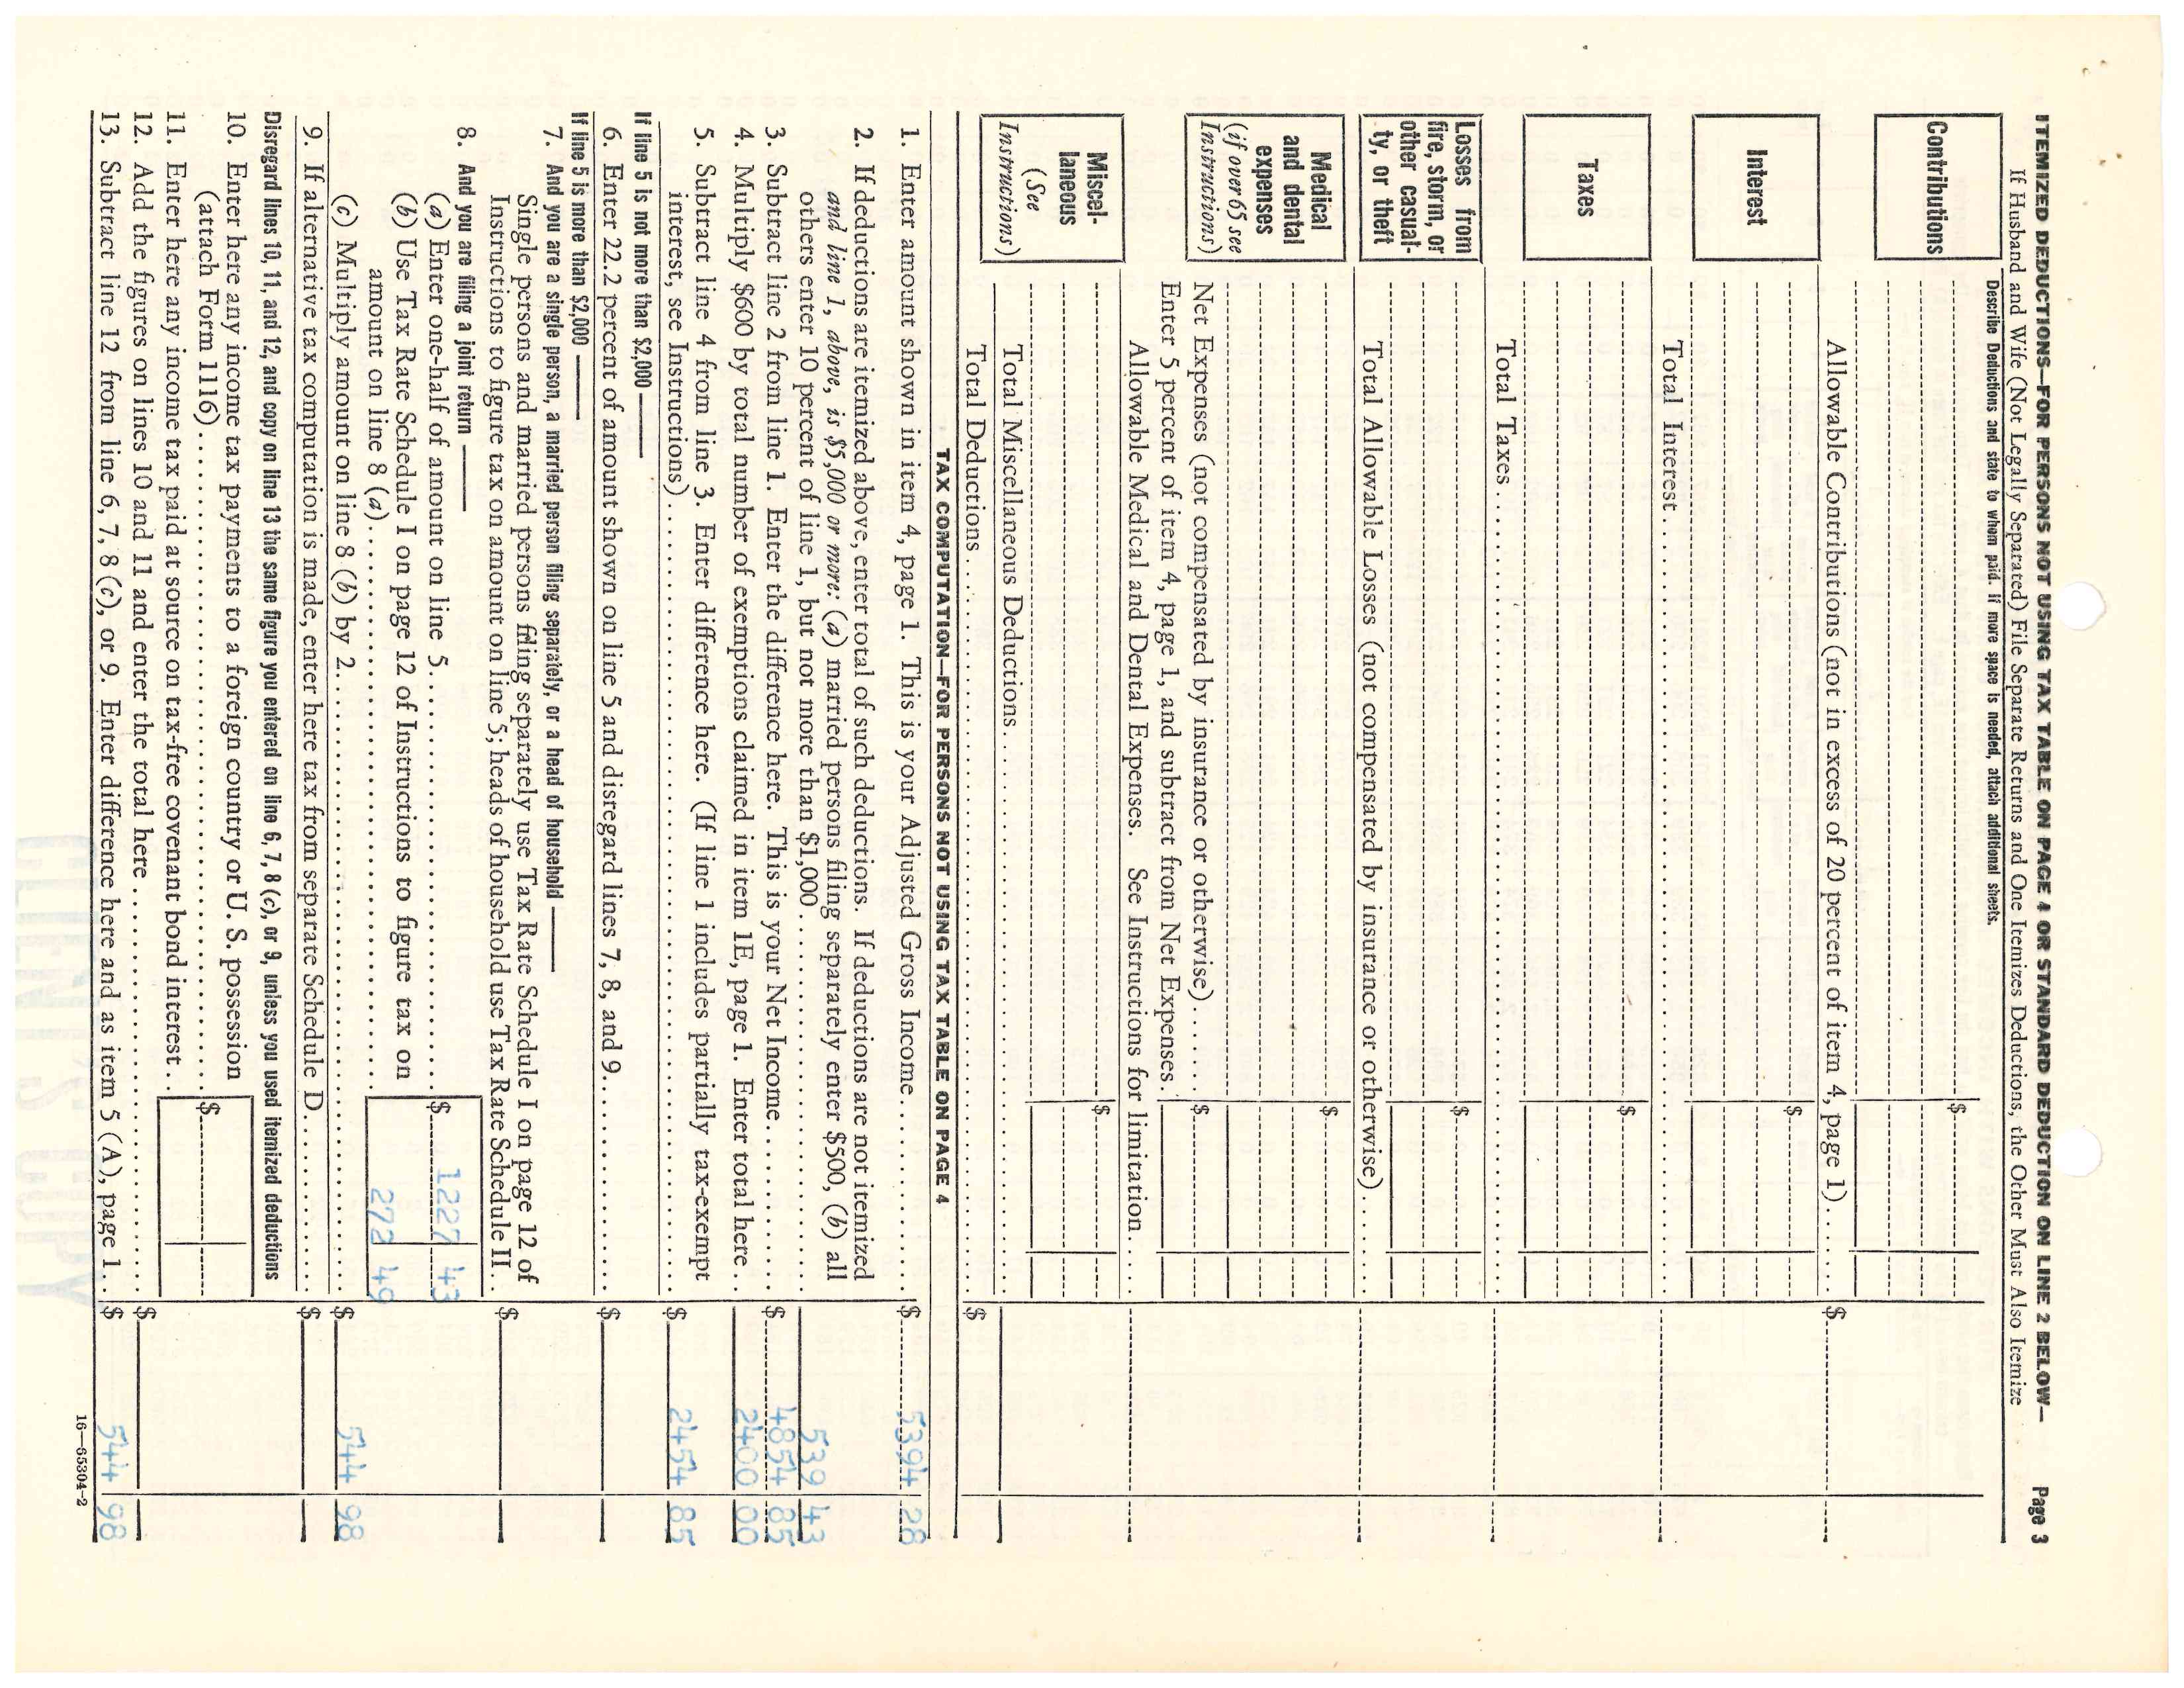 ITEMIZED DEDUCTIONS—FOR PERSONS NOT USING TAX TABLE ON PAGE 4 OR STANDARD DEDUCTION ON LINE 2 BELOW— Page 3
If Husband and Wife (Not Legally Separated) File Separate Returns and One Itemizes Deductions, the Other Must Also Itemize
Describe Deductions and state to whom paid. If more space is needed, attach additional sheets.
Contributions
$
Allowable Contributions (not in excess of 20 percent of item 4, page 1)....... $
Interest
$
Total Interest
Taxes
$
Total Taxes
Losses from
fire, storm, or
other casual-
ty, or theft
$
Total Allowable Losses (not compensated by insurance or otherwise)
Medical
and dental
expenses
(if over 65 see
Instructions)
$
Net Expenses (not compensated by insurance or otherwise)....... $
Enter 5 percent of item 4, page 1, and subtract from Net Expenses.
Allowable Medical and Dental Expenses. See Instructions for limitation.....
Miscel-
laneous
(See
Instructions)
$
Total Miscellaneous Deductions
Total Deductions $
TAX COMPUTATION—FOR PERSONS NOT USING TAX TABLE ON PAGE 4
1. Enter amount shown in item 4, page 1. This is your Adjusted Gross Income $ 5394 28
2. If deductions are itemized above, enter total of such deductions. If deductions are not itemized
and line 1, above, is $5,000 or more: (a) married persons filing separately enter $500, (b) all
others enter 10 percent of line 1, but not more than $1,000 539 43
3. Subtract line 2 from line 1. Enter the difference here. This is your Net Income $ 4854 85
4. Multiply $600 by total number of exemptions claimed in item 1E, page 1. Enter total here.. 2400 00
5. Subtract line 4 from line 3. Enter difference here. (If line 1 includes partially tax-exempt
interest, see Instructions) $ 2454 85
If line 5 is not more than $2,000 —
6. Enter 22.2 percent of amount shown on line 5 and disregard lines 7, 8, and 9 $
If line 5 is more than $2,000 —
7. And you are a single person, a married person filing separately, or a head of household —
Single persons and married persons filing separately use Tax Rate Schedule I on page 12 of
Instructions to figure tax on amount on line 5; heads of household use Tax Rate Schedule II.. $
8. And you are filing a joint return —
(a) Enter one-half of amount on line 5 $ 1227 43
(b) Use Tax Rate Schedule I on page 12 of Instructions to figure tax on
amount on line 8 (a) 272 49
(c) Multiply amount on line 8 (b) by 2 $ 544 98
9. If alternative tax computation is made, enter here tax from separate Schedule D $
Disregard lines 10, 11, and 12, and copy on line 13 the same figure you entered on line 6, 7, 8 (c), or 9, unless you used itemized deductions
10. Enter here any income tax payments to a foreign country or U. S. possession
(attach Form 1116) $
11. Enter here any income tax paid at source on tax-free covenant bond interest..
12. Add the figures on lines 10 and 11 and enter the total here $
13. Subtract line 12 from line 6, 7, 8 (c), or 9. Enter difference here and as item 5 (A), page 1.. $ 544 98
16—65304-2
CLIENT'S COPY